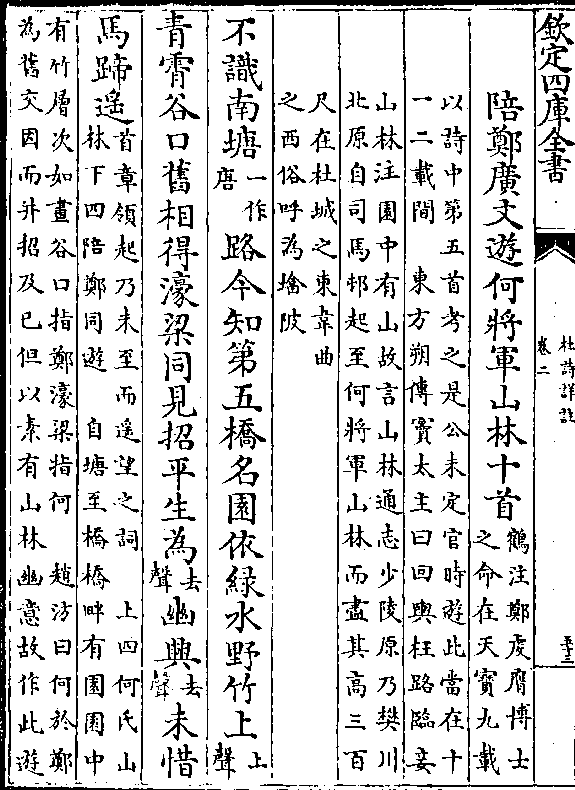 欽定四庫全書
杜詩詳註
卷二
陪鄭廣文遊何將軍山林十首
鶴注鄭虔膺博士
之命在天寶九載
以詩中第五首考之是公未定官時遊此當在十
一二載間 東方朔傳竇太主曰回輿枉路臨妾
山林注園中有山故言山林通志少陵原乃樊川
北原自司馬邨起至何將軍山林而盡其高三百
尺在杜城之東韋曲
之西俗呼為墖陂
不識南塘一作唐路今知第五橋名園依綠水野竹上上聲
青霄谷口舊相得濠梁同見招平生為去聲幽興去聲未惜
馬蹄遙
首章領起乃未至而遙望之詞 上四何氏山
林下四陪鄭同遊 自塘至橋橋畔有園園中
有竹層次如畫谷口指鄭濠梁指何 趙汸曰何於鄭
為舊交因而并招及已但以素有山林幽意故作此遊